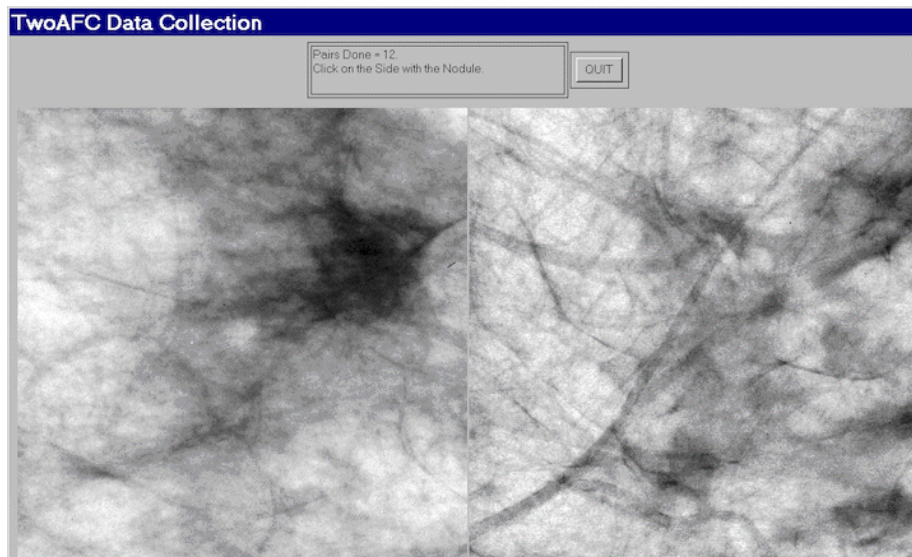 TwoAFC Data Collection
Pairs Done = 12.
Click on the Side with the Nodule.
QUIT